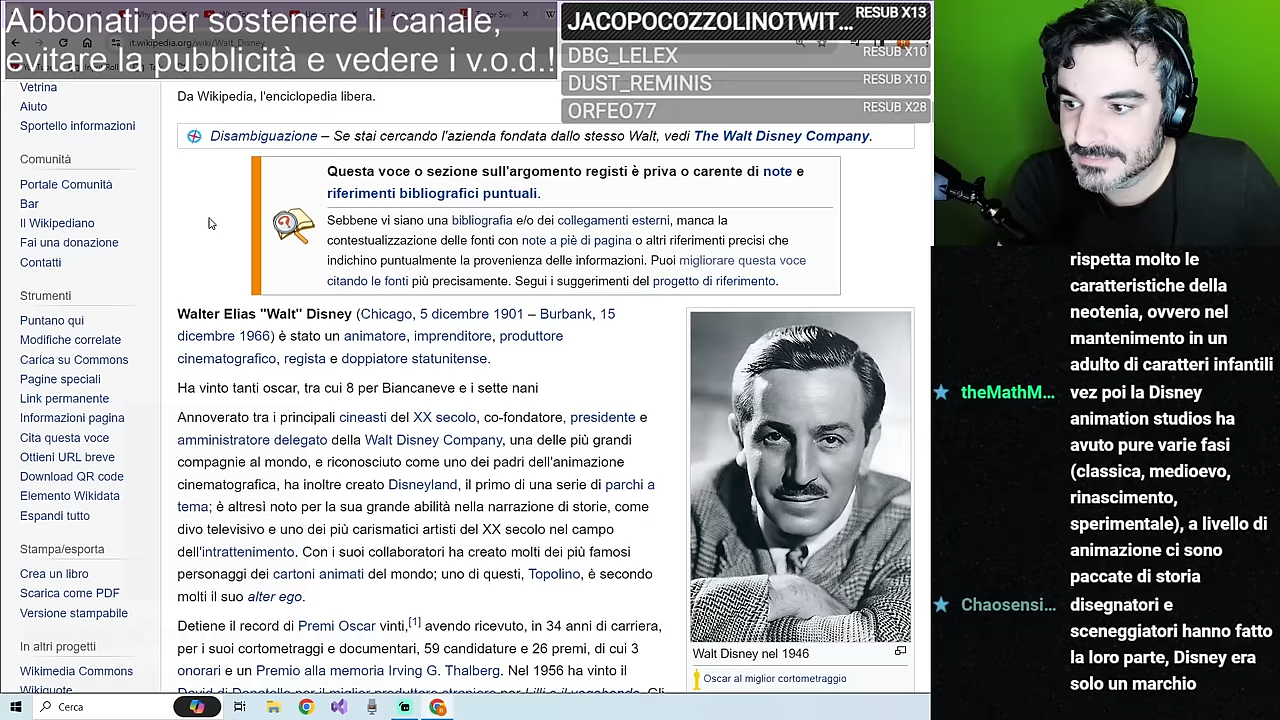 Abbonati per sostenere il canale,
evitare la pubblicità e vedere i v.o.d.!
JACOPOCOZZOLINOTWIT… RESUB X13
DBG_LELEX RESUB X10
DUST_REMINIS RESUB X10
ORFEO77 RESUB X28
it.wikipedia.org/wiki/Walt_Disney
Vetrina
Aiuto
Sportello informazioni
Comunità
Portale Comunità
Bar
Il Wikipediano
Fai una donazione
Contatti
Strumenti
Puntano qui
Modifiche correlate
Carica su Commons
Pagine speciali
Link permanente
Informazioni pagina
Cita questa voce
Ottieni URL breve
Download QR code
Elemento Wikidata
Espandi tutto
Stampa/esporta
Crea un libro
Scarica come PDF
Versione stampabile
In altri progetti
Wikimedia Commons
Wikiquote
Da Wikipedia, l'enciclopedia libera.
Disambiguazione – Se stai cercando l'azienda fondata dallo stesso Walt, vedi The Walt Disney Company.
Questa voce o sezione sull'argomento registi è priva o carente di note e
riferimenti bibliografici puntuali.
Sebbene vi siano una bibliografia e/o dei collegamenti esterni, manca la
contestualizzazione delle fonti con note a piè di pagina o altri riferimenti precisi che
indichino puntualmente la provenienza delle informazioni. Puoi migliorare questa voce
citando le fonti più precisamente. Segui i suggerimenti del progetto di riferimento.
Walter Elias "Walt" Disney (Chicago, 5 dicembre 1901 – Burbank, 15
dicembre 1966) è stato un animatore, imprenditore, produttore
cinematografico, regista e doppiatore statunitense.
Ha vinto tanti oscar, tra cui 8 per Biancaneve e i sette nani
Annoverato tra i principali cineasti del XX secolo, co-fondatore, presidente e
amministratore delegato della Walt Disney Company, una delle più grandi
compagnie al mondo, e riconosciuto come uno dei padri dell'animazione
cinematografica, ha inoltre creato Disneyland, il primo di una serie di parchi a
tema; è altresì noto per la sua grande abilità nella narrazione di storie, come
divo televisivo e uno dei più carismatici artisti del XX secolo nel campo
dell'intrattenimento. Con i suoi collaboratori ha creato molti dei più famosi
personaggi dei cartoni animati del mondo; uno di questi, Topolino, è secondo
molti il suo alter ego.
Detiene il record di Premi Oscar vinti,[1] avendo ricevuto, in 34 anni di carriera,
per i suoi cortometraggi e documentari, 59 candidature e 26 premi, di cui 3
onorari e un Premio alla memoria Irving G. Thalberg. Nel 1956 ha vinto il
David di Donatello per il miglior produttore straniero per Lilli e il vagabondo. Gli
Walt Disney nel 1946
Oscar al miglior cortometraggio
rispetta molto le
caratteristiche della
neotenia, ovvero nel
mantenimento in un
adulto di caratteri infantili
theMathM… vez poi la Disney
animation studios ha
avuto pure varie fasi
(classica, medioevo,
rinascimento,
sperimentale), a livello di
animazione ci sono
paccate di storia
Chaosensi… disegnatori e
sceneggiatori hanno fatto
la loro parte, Disney era
solo un marchio
Cerca